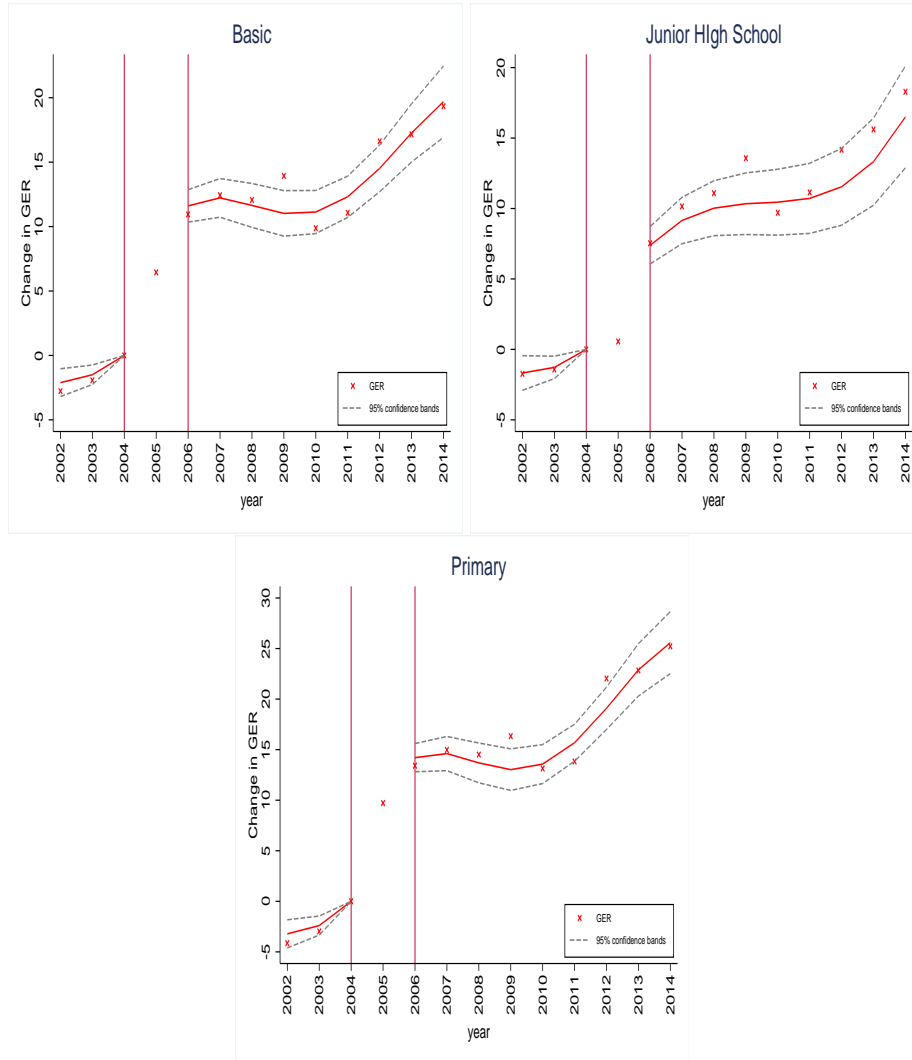 Basic
Change in GER
20
15
10
5
0
-5
x GER
95% confidence bands
2002 2003 2004 2005 2006 2007 2008 2009 2010 2011 2012 2013 2014
year
Junior HIgh School
Change in GER
20
15
10
5
0
-5
x GER
95% confidence bands
2002 2003 2004 2005 2006 2007 2008 2009 2010 2011 2012 2013 2014
year
Primary
Change in GER
30
25
20
15
10
5
0
-5
x GER
95% confidence bands
2002 2003 2004 2005 2006 2007 2008 2009 2010 2011 2012 2013 2014
year